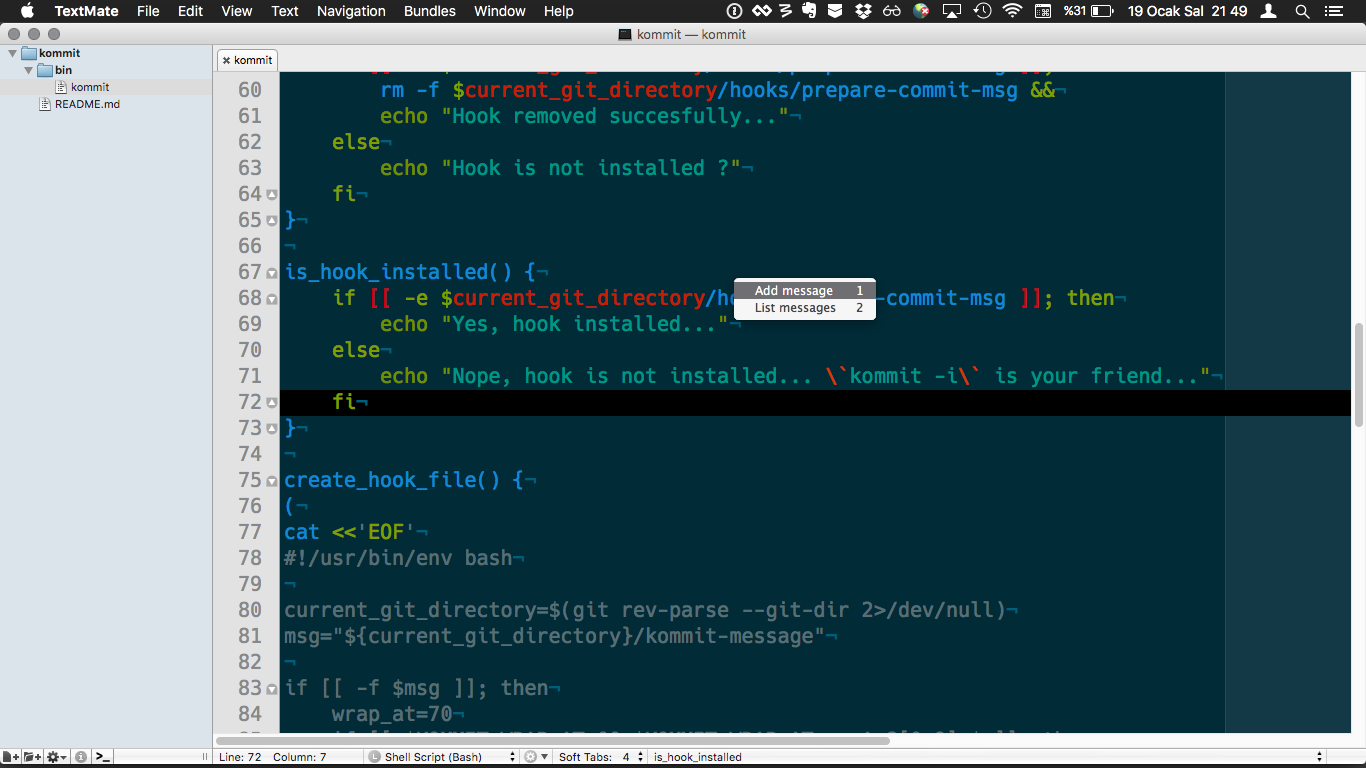 TextMate File Edit View Text Navigation Bundles Window Help %31 19 Ocak Sal 21 49
kommit — kommit
kommit
bin
kommit
README.md
kommit
60 rm -f $current_git_directory/hooks/prepare-commit-msg &&¬
61 echo "Hook removed succesfully..."¬
62 else¬
63 echo "Hook is not installed ?"¬
64 fi¬
65 }¬
66 ¬
67 is_hook_installed() {¬
68 if [[ -e $current_git_directory/h -commit-msg ]]; then¬
Add message 1
List messages 2
69 echo "Yes, hook installed..."¬
70 else¬
71 echo "Nope, hook is not installed... \`kommit -i\` is your friend..."¬
72 fi¬
73 }¬
74 ¬
75 create_hook_file() {¬
76 (¬
77 cat <<'EOF'¬
78 #!/usr/bin/env bash¬
79 ¬
80 current_git_directory=$(git rev-parse --git-dir 2>/dev/null)¬
81 msg="${current_git_directory}/kommit-message"¬
82 ¬
83 if [[ -f $msg ]]; then¬
84 wrap_at=70¬
Line: 72 Column: 7 Shell Script (Bash) Soft Tabs: 4 is_hook_installed